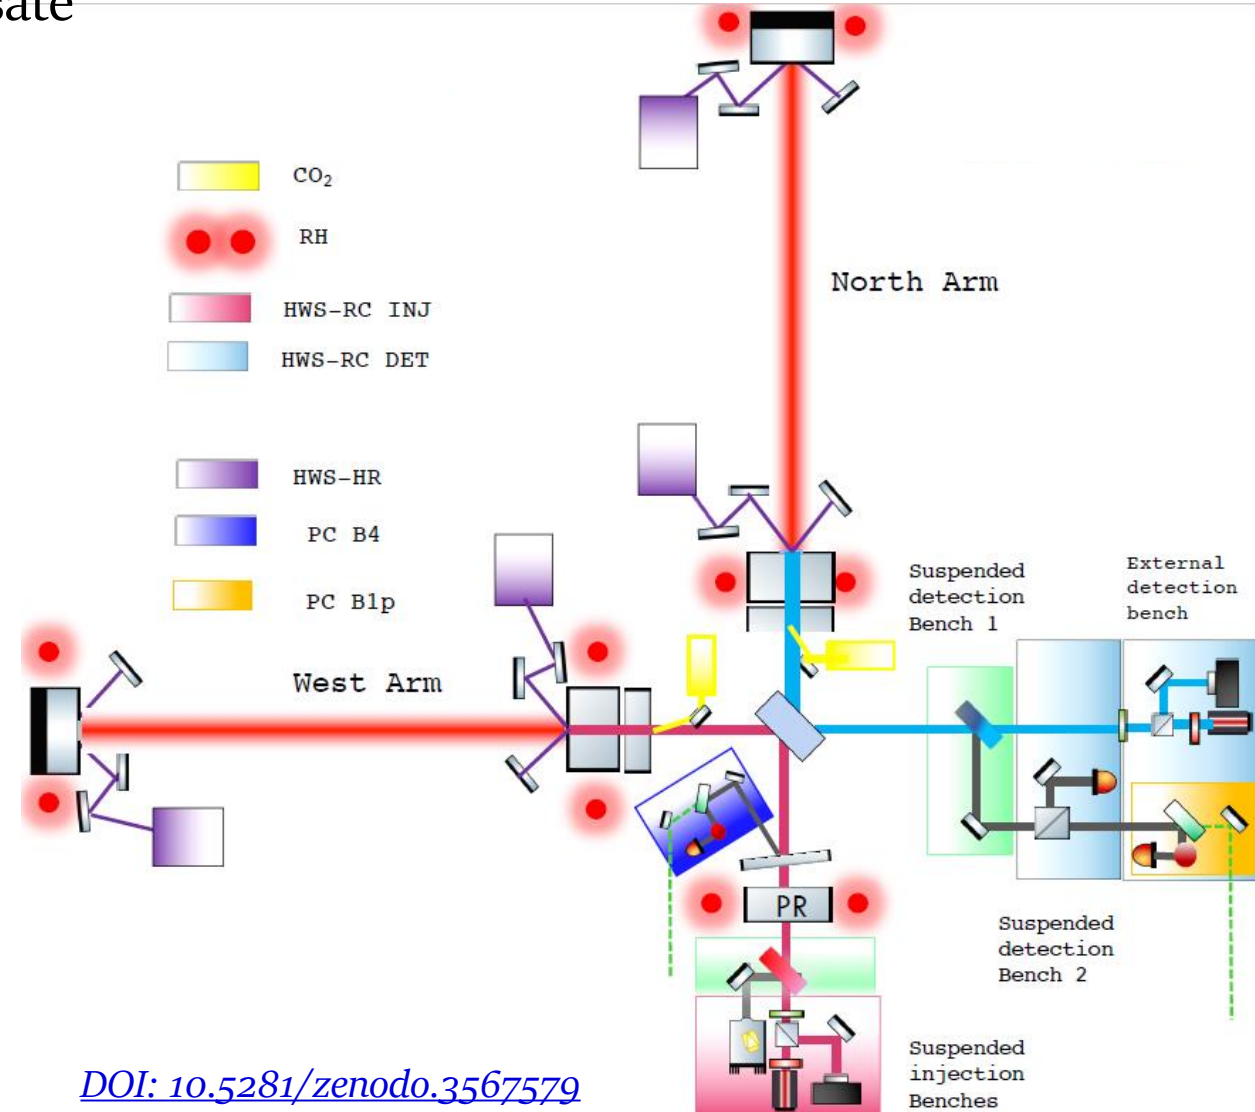 CO₂
RH
HWS-RC INJ
HWS-RC DET
HWS-HR
PC B4
PC B1p
North Arm
West Arm
Suspended
detection
Bench 1
External
detection
bench
PR
Suspended
detection
Bench 2
Suspended
injection
Benches
DOI: 10.5281/zenodo.3567579